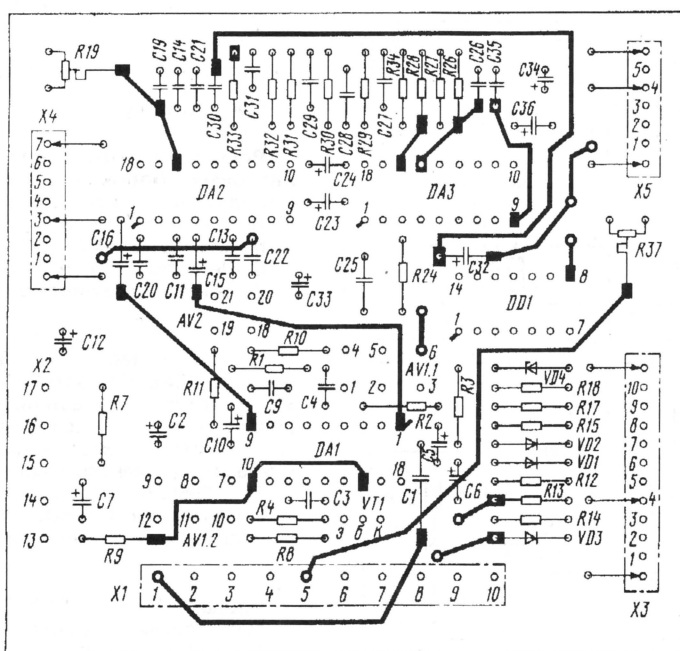 R19 C19 C14 C21 C30 R33 C31 R32 R31 C29 R30 C28 R29 C27 R34 R28 R27 R26 C26 C35 C34 C36
X4
7
6
5
4
3
2
1
X5
5
4
3
2
1
18 DA2 10
1 9
C24
C23
18 DA3 10
1 9
C16 C20 C11 C13 C15 C22 C33 C25 R24 C32 R37
14 DD1 8
1 7
21 20
AV2
19 18
C12
R10
R1
R11
C9
C4
C10
4 5 6
AV1.1
1 2 3
R2
R3
C5
X2
17
16
15
14
13
R7
C2
C7
R9
9 DA1 1
10 18
9 8 7
12 11 10
AV1.2
C3
VT1
R4
R8
Э Б К
C1
C6
VD4
R18
R17
R15
VD2
VD1
R12
R13
R14
VD3
10
9
8
7
6
5
4
3
2
1
X3
X1
1 2 3 4 5 6 7 8 9 10